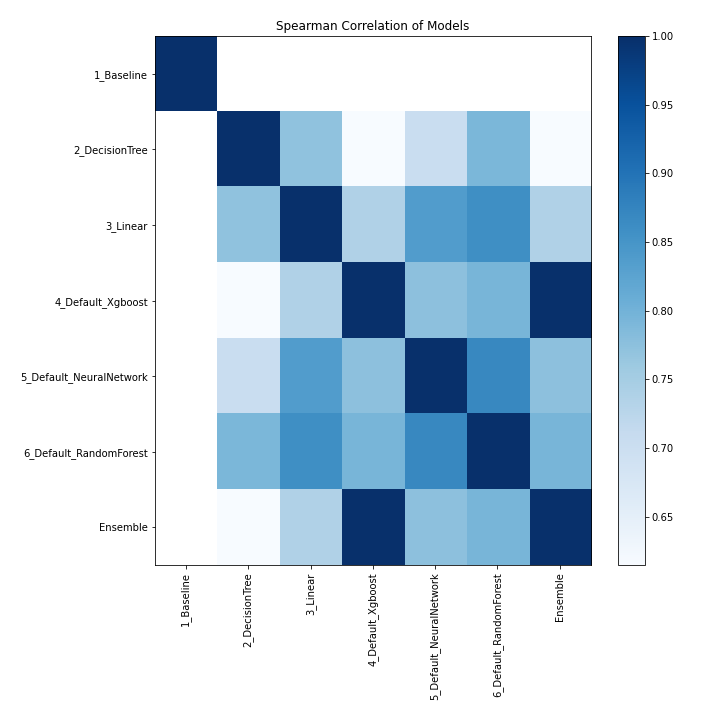 Spearman Correlation of Models
1_Baseline
2_DecisionTree
3_Linear
4_Default_Xgboost
5_Default_NeuralNetwork
6_Default_RandomForest
Ensemble
1_Baseline
2_DecisionTree
3_Linear
4_Default_Xgboost
5_Default_NeuralNetwork
6_Default_RandomForest
Ensemble
1.00
0.95
0.90
0.85
0.80
0.75
0.70
0.65